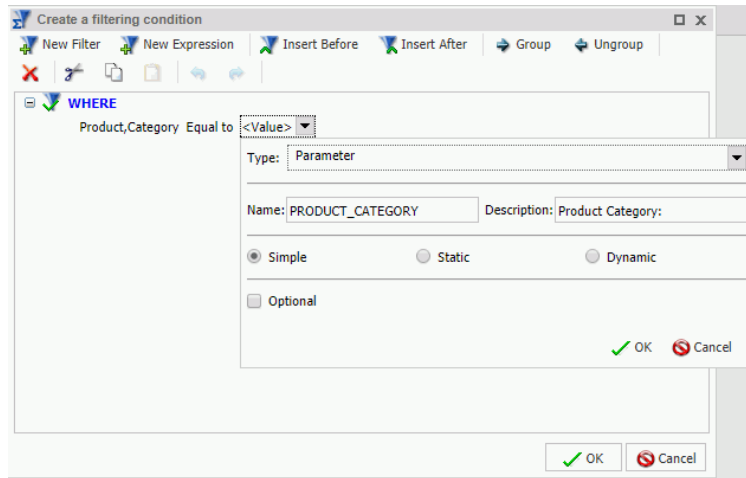 Create a filtering condition
New Filter New Expression Insert Before Insert After Group Ungroup
WHERE
Product,Category Equal to <Value>
Type: Parameter
Name: PRODUCT_CATEGORY Description: Product Category:
Simple Static Dynamic
Optional
OK Cancel
OK Cancel